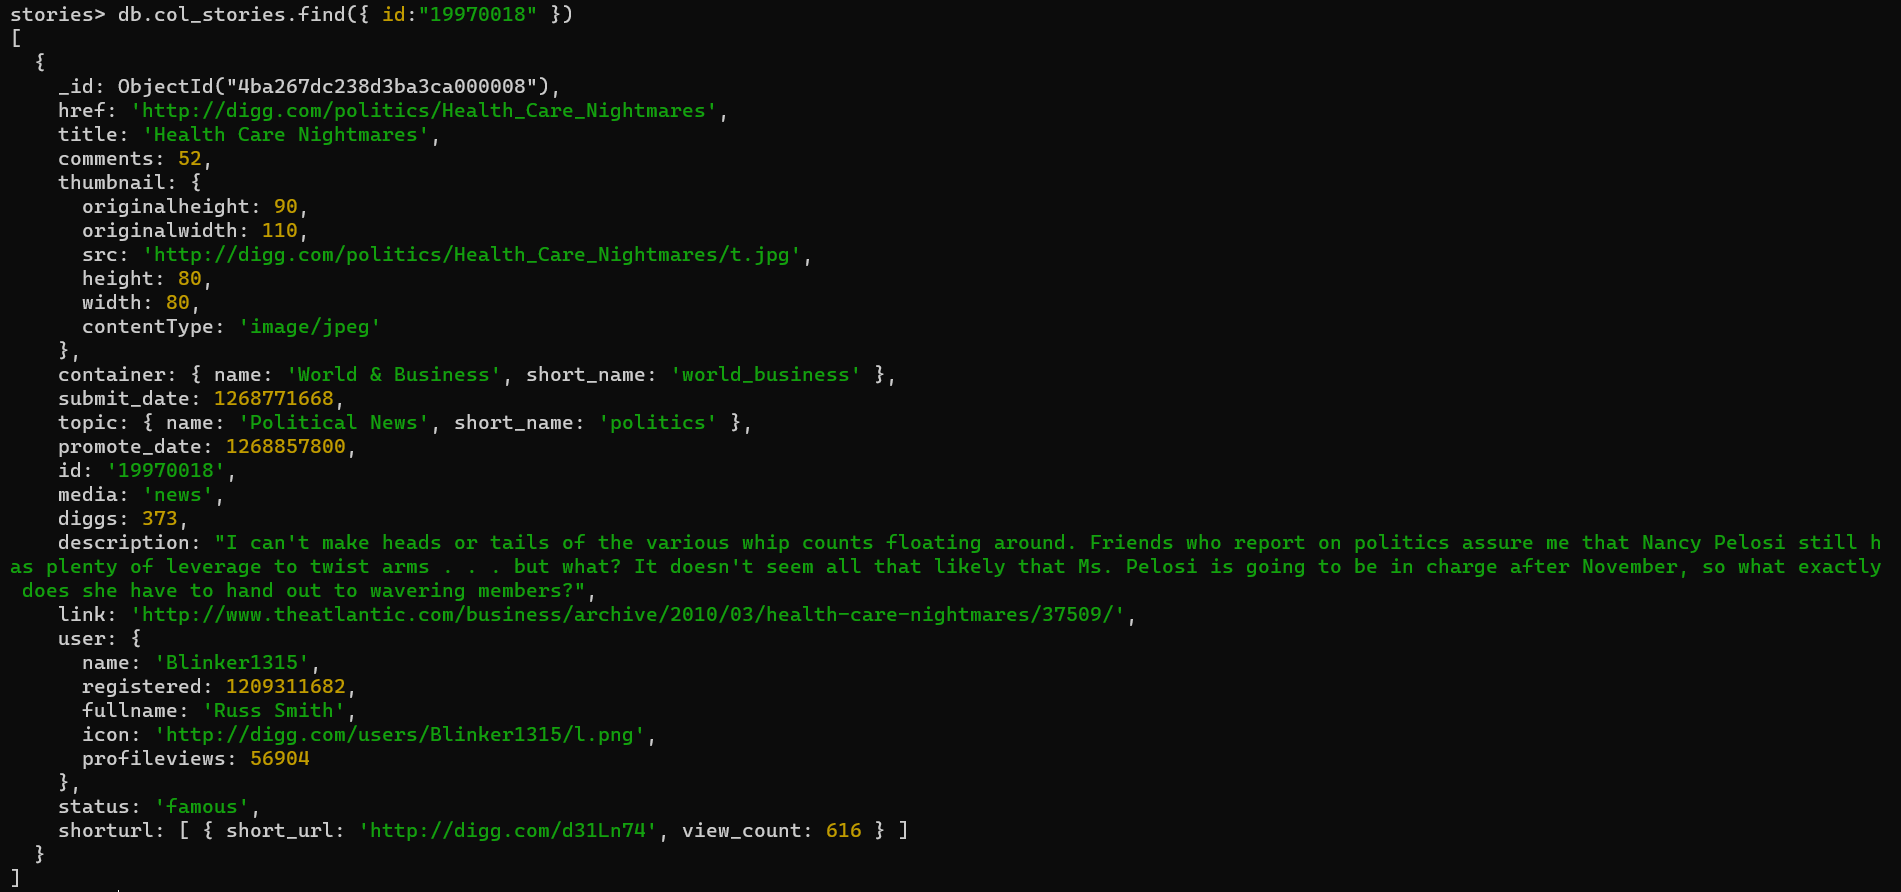 stories> db.col_stories.find({ id:"19970018" })
[
  {
    _id: ObjectId("4ba267dc238d3ba3ca000008"),
    href: 'http://digg.com/politics/Health_Care_Nightmares',
    title: 'Health Care Nightmares',
    comments: 52,
    thumbnail: {
      originalheight: 90,
      originalwidth: 110,
      src: 'http://digg.com/politics/Health_Care_Nightmares/t.jpg',
      height: 80,
      width: 80,
      contentType: 'image/jpeg'
    },
    container: { name: 'World & Business', short_name: 'world_business' },
    submit_date: 1268771668,
    topic: { name: 'Political News', short_name: 'politics' },
    promote_date: 1268857800,
    id: '19970018',
    media: 'news',
    diggs: 373,
    description: "I can't make heads or tails of the various whip counts floating around. Friends who report on politics assure me that Nancy Pelosi still h
as plenty of leverage to twist arms . . . but what? It doesn't seem all that likely that Ms. Pelosi is going to be in charge after November, so what exactly
 does she have to hand out to wavering members?",
    link: 'http://www.theatlantic.com/business/archive/2010/03/health-care-nightmares/37509/',
    user: {
      name: 'Blinker1315',
      registered: 1209311682,
      fullname: 'Russ Smith',
      icon: 'http://digg.com/users/Blinker1315/l.png',
      profileviews: 56904
    },
    status: 'famous',
    shorturl: [ { short_url: 'http://digg.com/d31Ln74', view_count: 616 } ]
  }
]